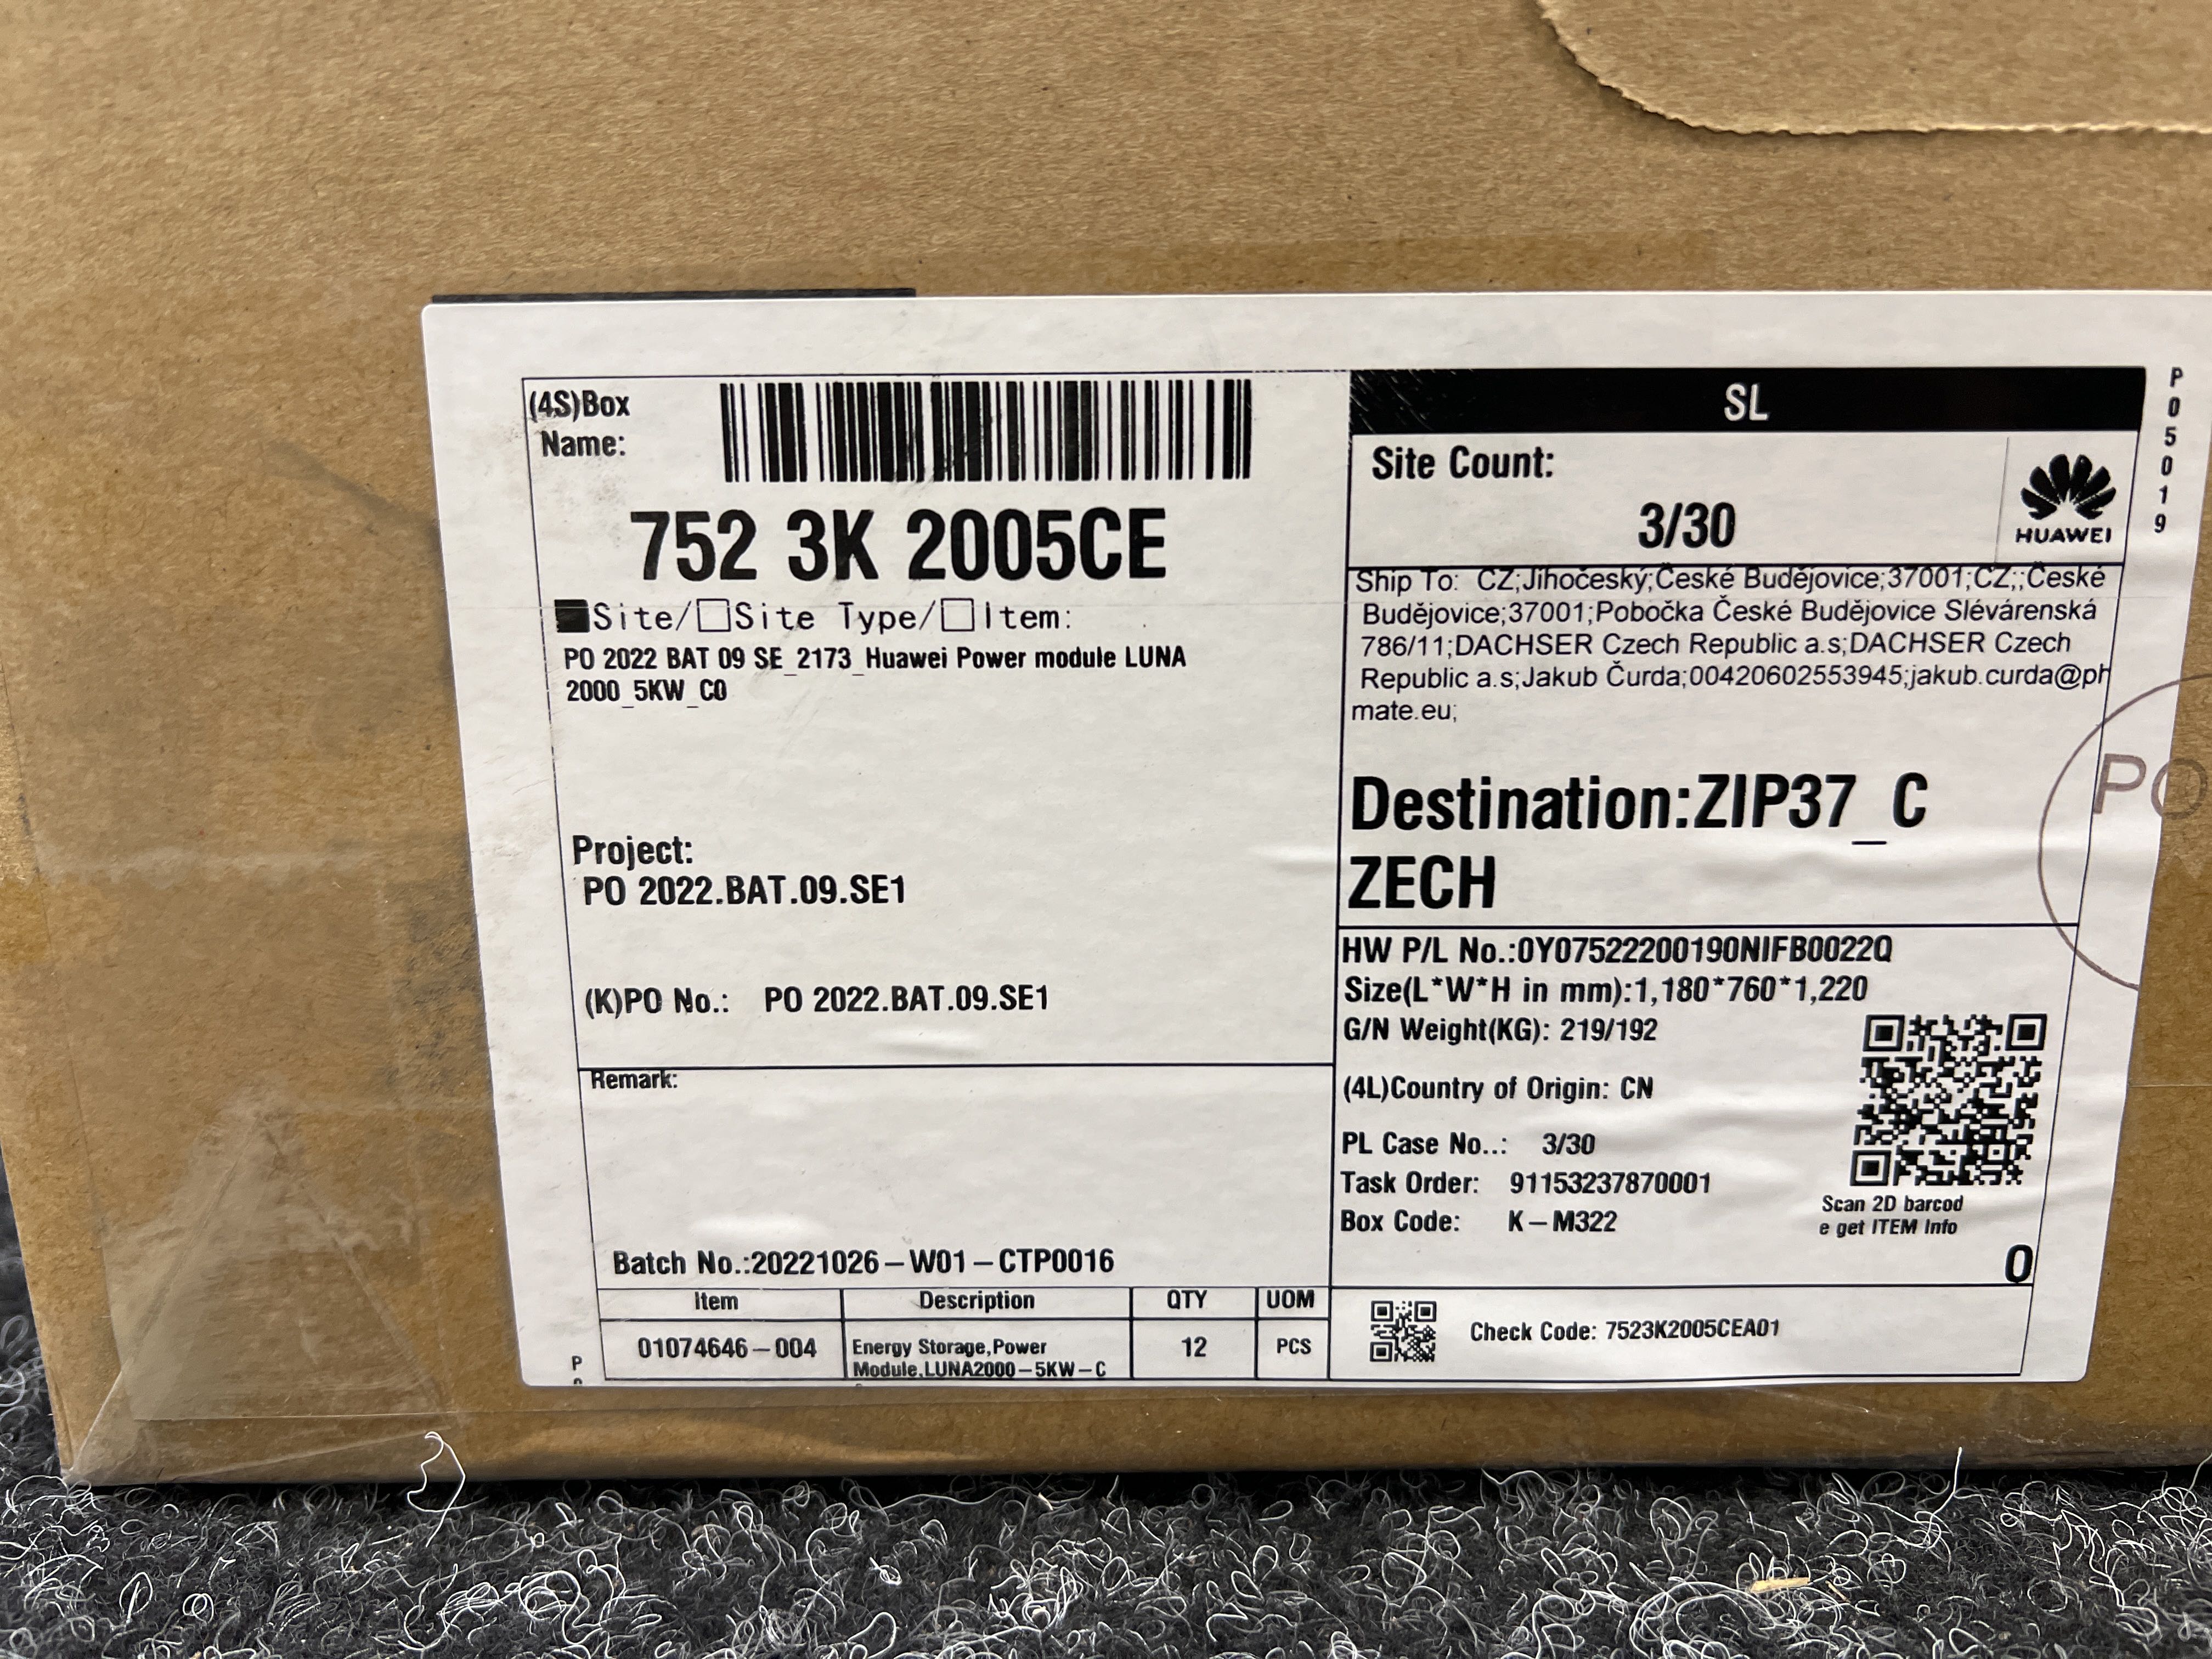 SL
(4S)Box
Name:
752 3K 2005CE
Site/Site Type/Item:
PO 2022 BAT 09 SE_2173_Huawei Power module LUNA
2000_5KW_C0
Project:
PO 2022.BAT.09.SE1
(K)PO No.: PO 2022.BAT.09.SE1
Remark:
Batch No.:20221026-W01-CTP0016
Item Description QTY UOM
01074646-004 Energy Storage,Power 12 PCS
Module,LUNA2000-5KW-C
Site Count:
3/30
HUAWEI
Ship To: CZ;Jihočeský;České Budějovice;37001;CZ;;České
Budějovice;37001;Pobočka České Budějovice Slévárenská
786/11;DACHSER Czech Republic a.s;DACHSER Czech
Republic a.s;Jakub Čurda;00420602553945;jakub.curda@ph
mate.eu;
Destination:ZIP37_C
ZECH
HW P/L No.:0Y07522200190NIFB0022Q
Size(L*W*H in mm):1,180*760*1,220
G/N Weight(KG): 219/192
(4L)Country of Origin: CN
PL Case No..: 3/30
Task Order: 91153237870001
Box Code: K-M322
Scan 2D barcod
e get ITEM Info
0
Check Code: 7523K2005CEA01
P05019
PO
P